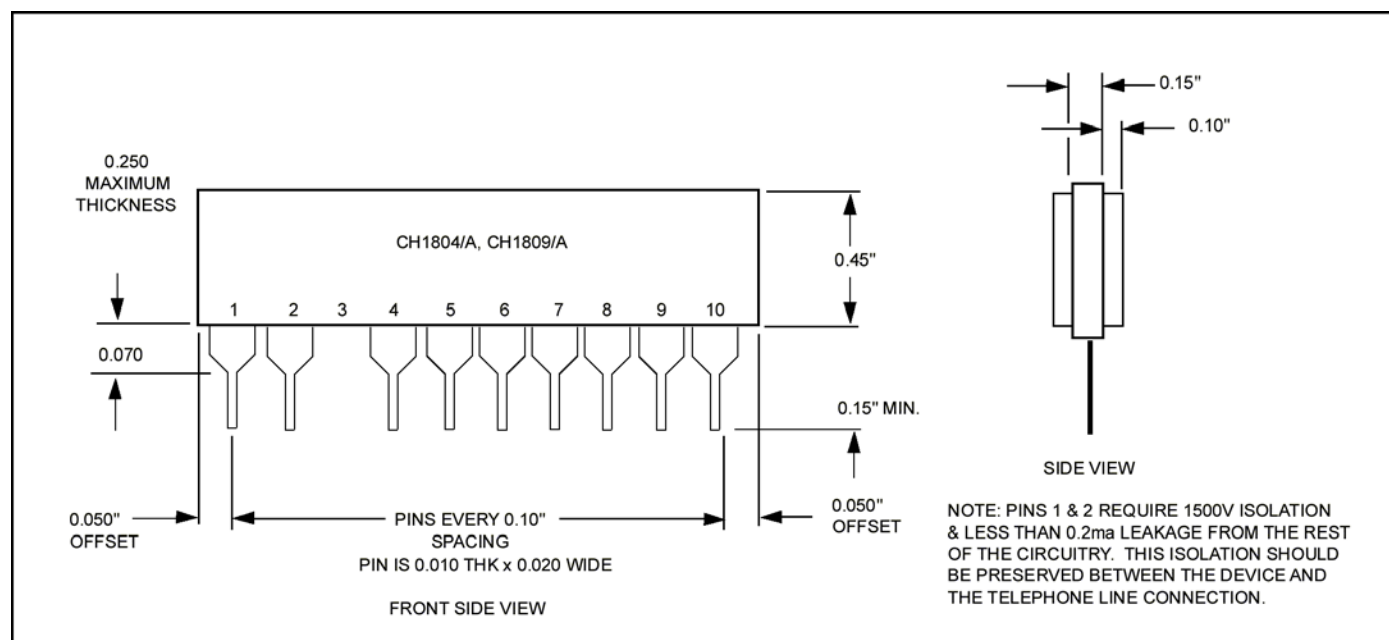 0.250
MAXIMUM
THICKNESS
CH1804/A, CH1809/A
1 2 3 4 5 6 7 8 9 10
0.070
0.45"
0.15" MIN.
0.050"
OFFSET
PINS EVERY 0.10"
SPACING
PIN IS 0.010 THK x 0.020 WIDE
0.050"
OFFSET
FRONT SIDE VIEW
0.15"
0.10"
SIDE VIEW
NOTE: PINS 1 & 2 REQUIRE 1500V ISOLATION
& LESS THAN 0.2ma LEAKAGE FROM THE REST
OF THE CIRCUITRY. THIS ISOLATION SHOULD
BE PRESERVED BETWEEN THE DEVICE AND
THE TELEPHONE LINE CONNECTION.